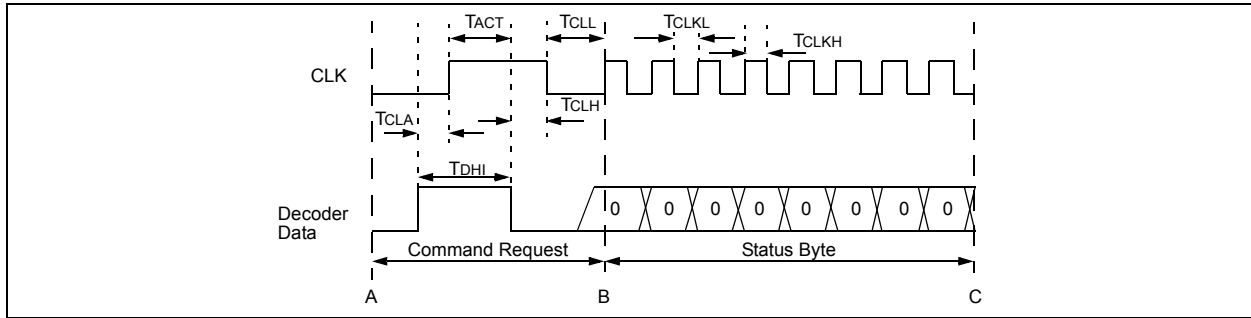 TACT TCLL TCLKL
TCLKH
CLK
TCLH
TCLA
TDHI
Decoder
Data
0 0 0 0 0 0 0 0
Command Request Status Byte
A B C